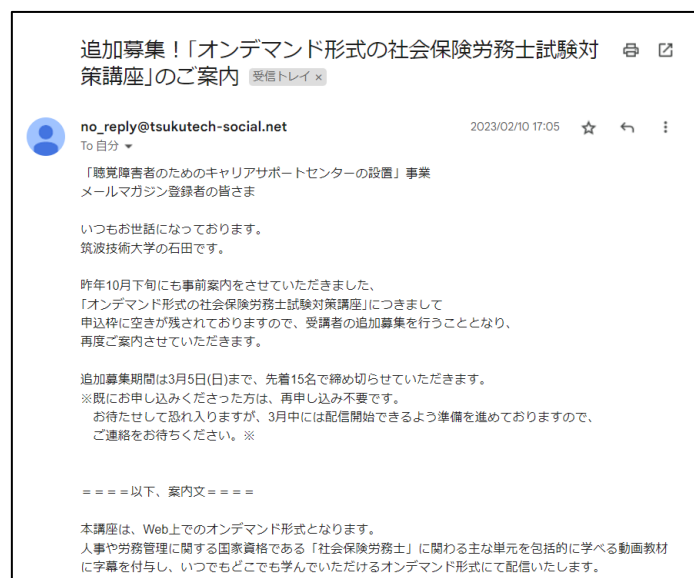 追加募集！「オンデマンド形式の社会保険労務士試験対
策講座」のご案内 受信トレイ ×
no_reply@tsukutech-social.net 2023/02/10 17:05
To 自分
「聴覚障害者のためのキャリアサポートセンターの設置」事業
メールマガジン登録者の皆さま
いつもお世話になっております。
筑波技術大学の石田です。
昨年10月下旬にも事前案内をさせていただきました、
「オンデマンド形式の社会保険労務士試験対策講座」につきまして
申込枠に空きが残されておりますので、受講者の追加募集を行うこととなり、
再度ご案内させていただきます。
追加募集期間は3月5日(日)まで、先着15名で締め切らせていただきます。
※既にお申し込みくださった方は、再申し込み不要です。
お待たせして恐れ入りますが、3月中には配信開始できるよう準備を進めておりますので、
ご連絡をお待ちください。※
＝＝＝＝以下、案内文＝＝＝＝
本講座は、Web上でのオンデマンド形式となります。
人事や労務管理に関する国家資格である「社会保険労務士」に関わる主な単元を包括的に学べる動画教材
に字幕を付与し、いつでもどこでも学んでいただけるオンデマンド形式にて配信いたします。